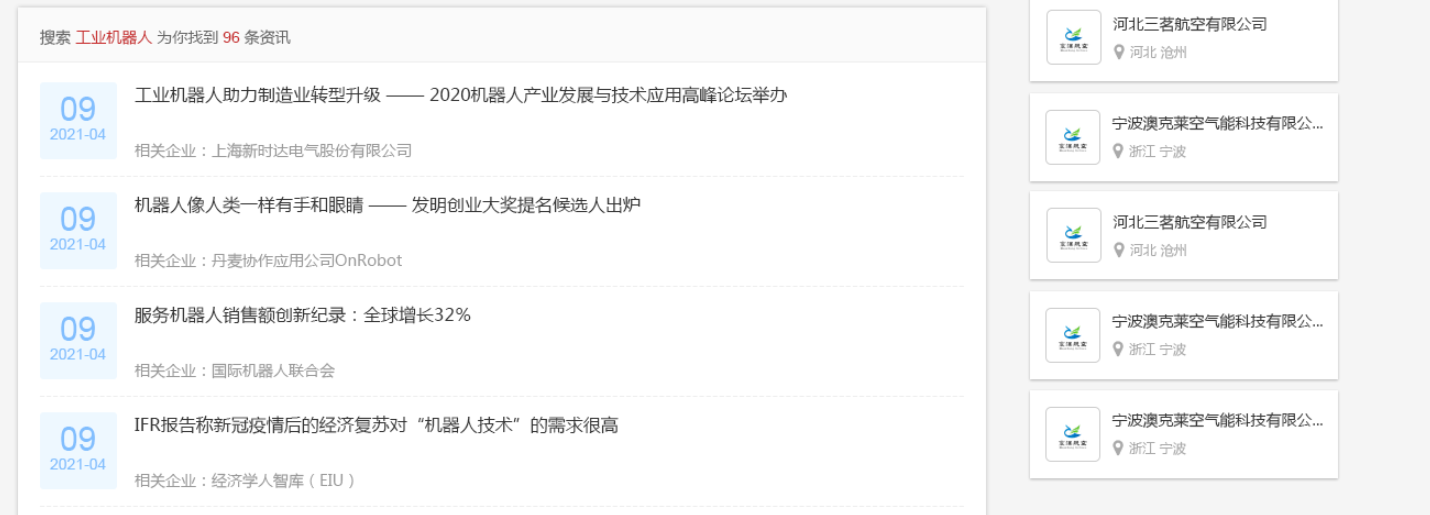 搜索 工业机器人 为你找到 96 条资讯
09
2021-04
工业机器人助力制造业转型升级 —— 2020机器人产业发展与技术应用高峰论坛举办
相关企业：上海新时达电气股份有限公司
09
2021-04
机器人像人类一样有手和眼睛 —— 发明创业大奖提名候选人出炉
相关企业：丹麦协作应用公司OnRobot
09
2021-04
服务机器人销售额创新纪录：全球增长32%
相关企业：国际机器人联合会
09
2021-04
IFR报告称新冠疫情后的经济复苏对“机器人技术”的需求很高
相关企业：经济学人智库（EIU）
河北三茗航空有限公司
河北 沧州
宁波澳克莱空气能科技有限公...
浙江 宁波
河北三茗航空有限公司
河北 沧州
宁波澳克莱空气能科技有限公...
浙江 宁波
宁波澳克莱空气能科技有限公...
浙江 宁波